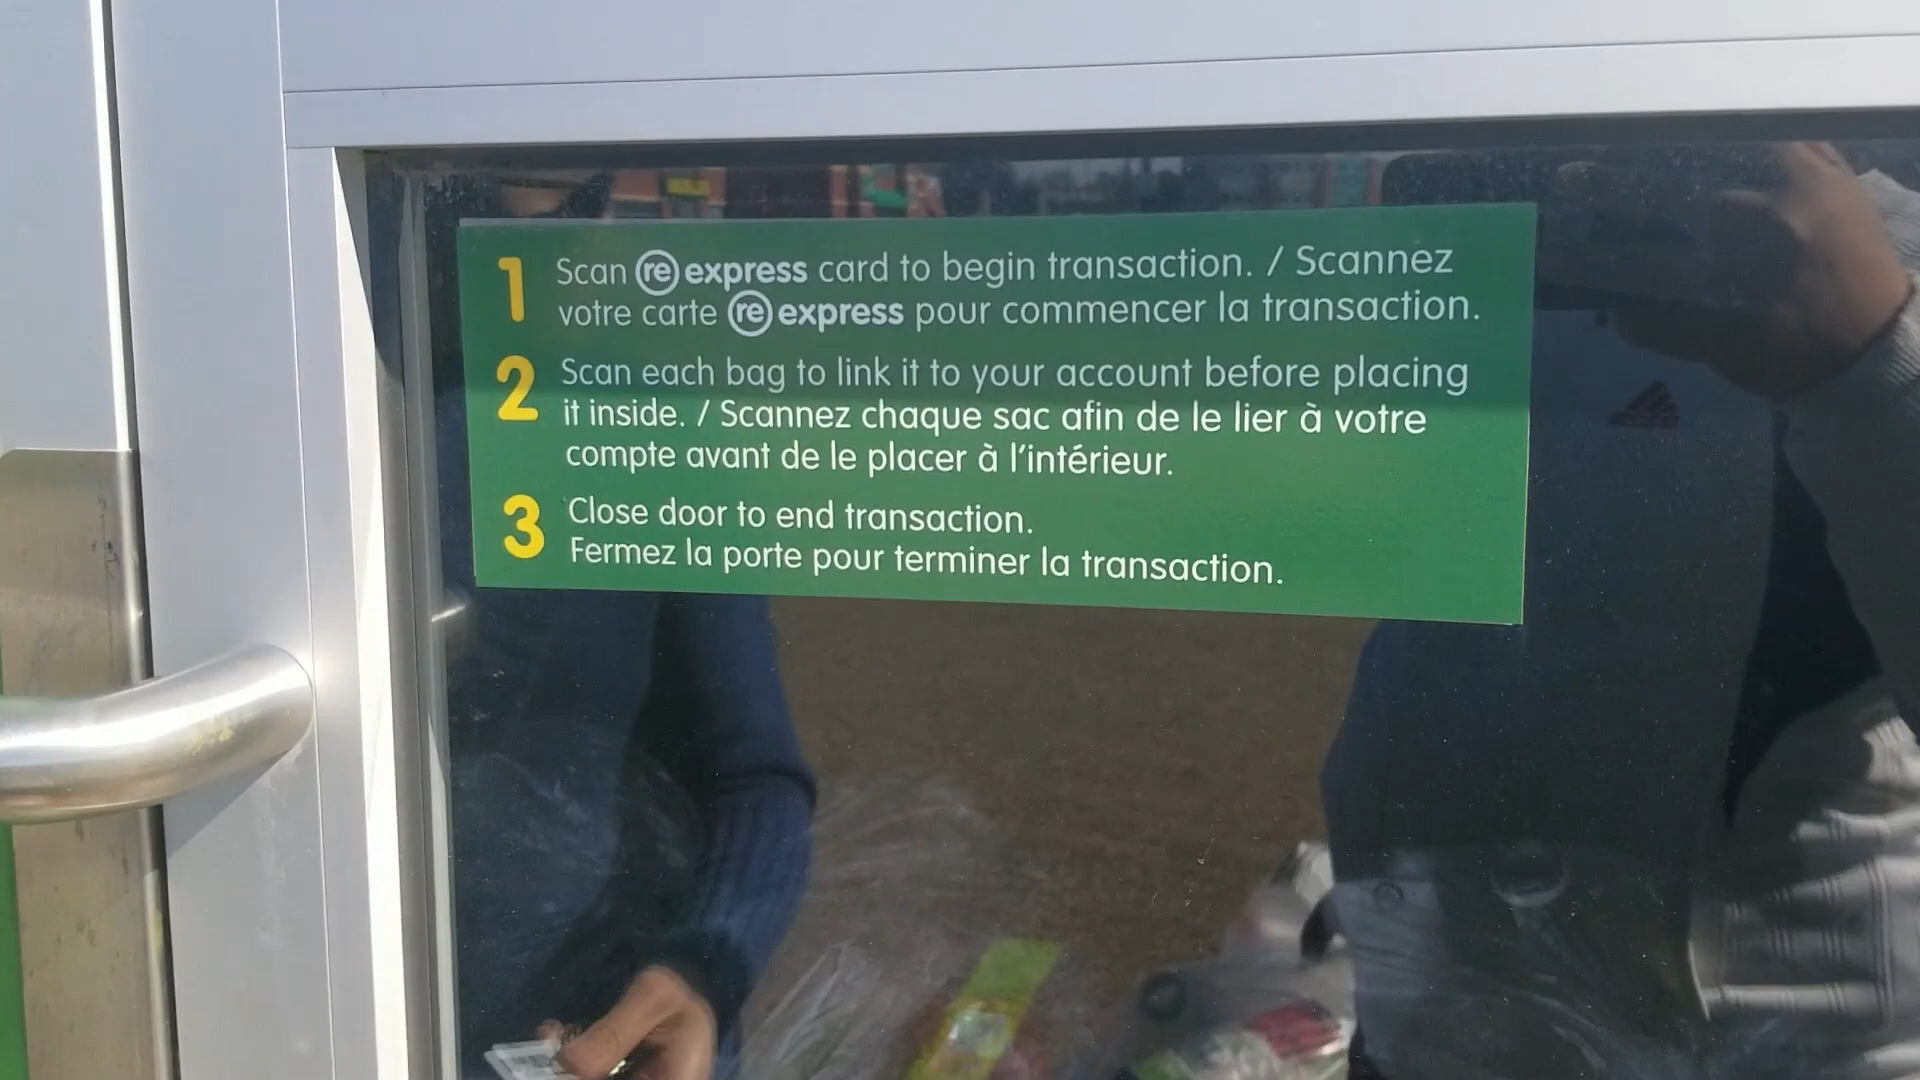 1 Scan re express card to begin transaction. / Scannez
votre carte re express pour commencer la transaction.
2 Scan each bag to link it to your account before placing
it inside. / Scannez chaque sac afin de le lier à votre
compte avant de le placer à l'intérieur.
3 Close door to end transaction.
Fermez la porte pour terminer la transaction.